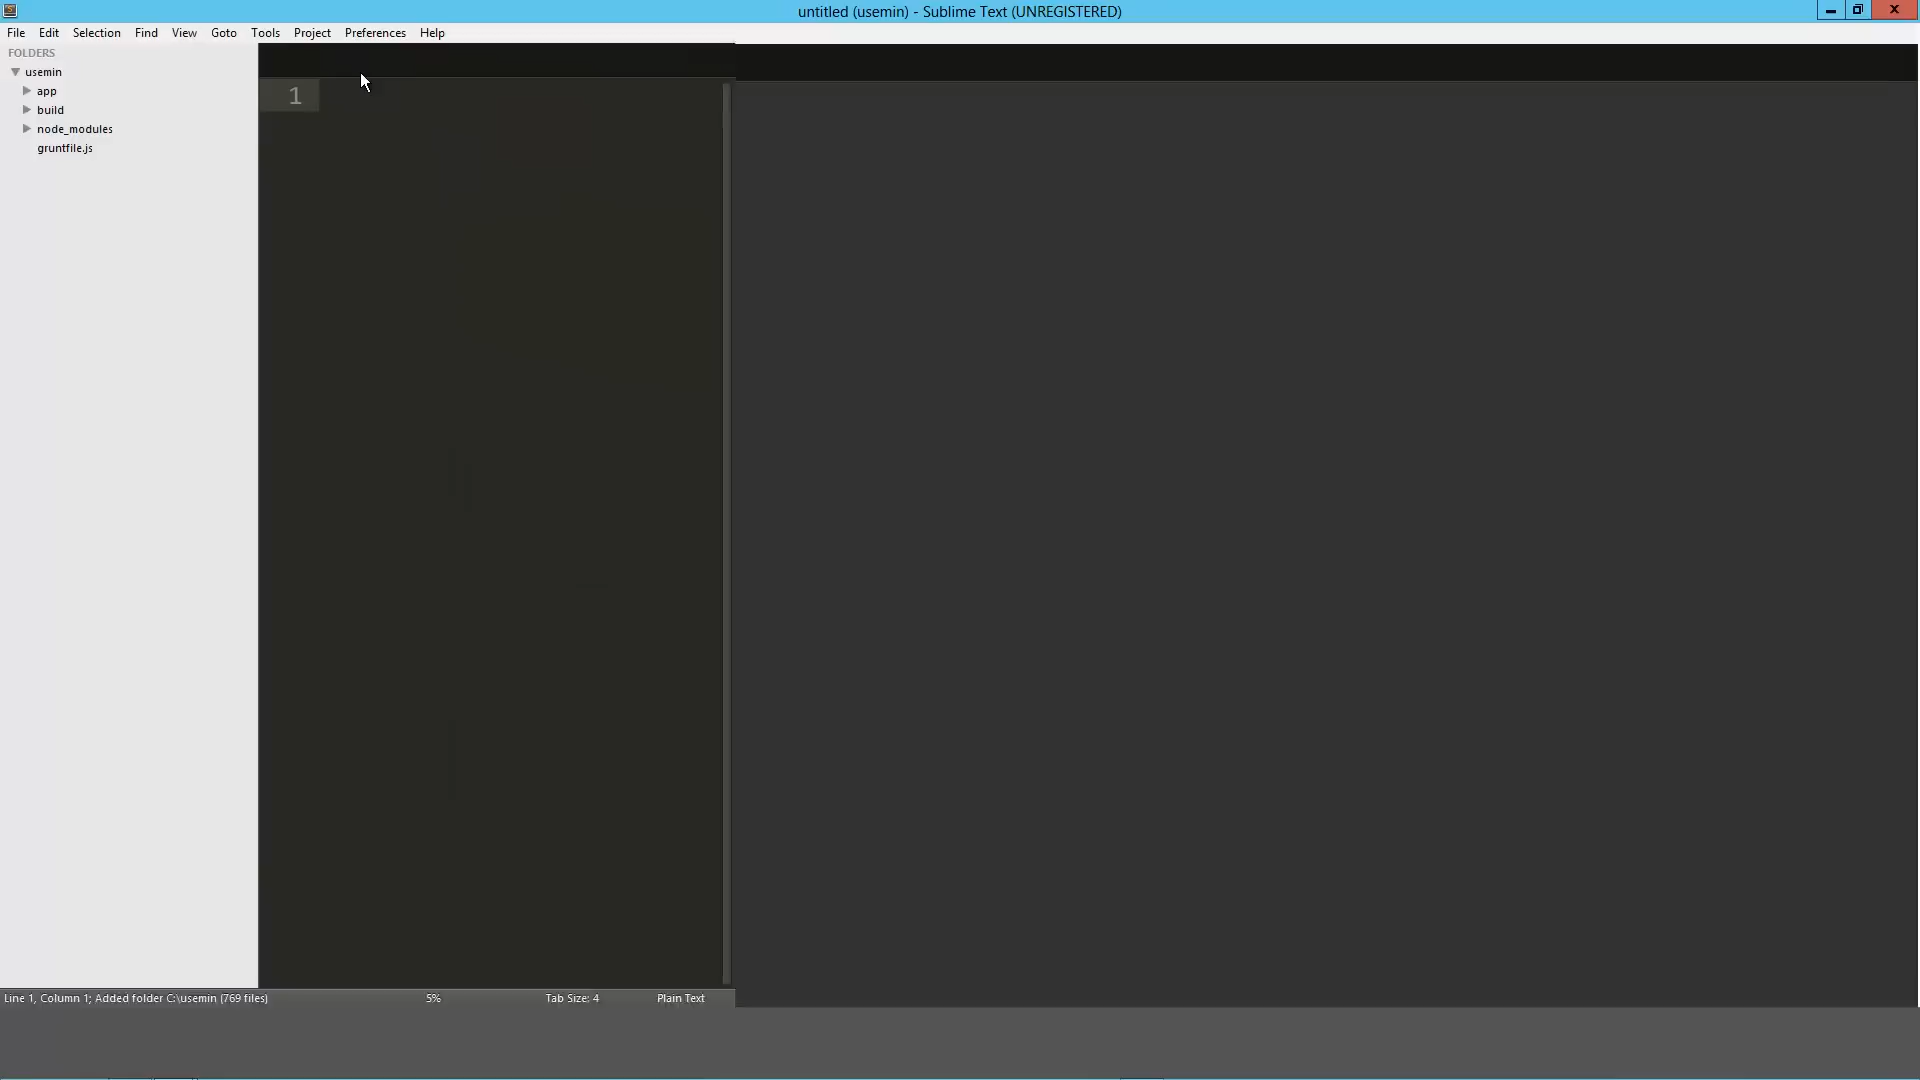 untitled (usemin) - Sublime Text (UNREGISTERED)
File Edit Selection Find View Goto Tools Project Preferences Help
FOLDERS
usemin
app
build
node_modules
gruntfile.js
1
Line 1, Column 1; Added folder C:\usemin (769 files) 5% Tab Size: 4 Plain Text